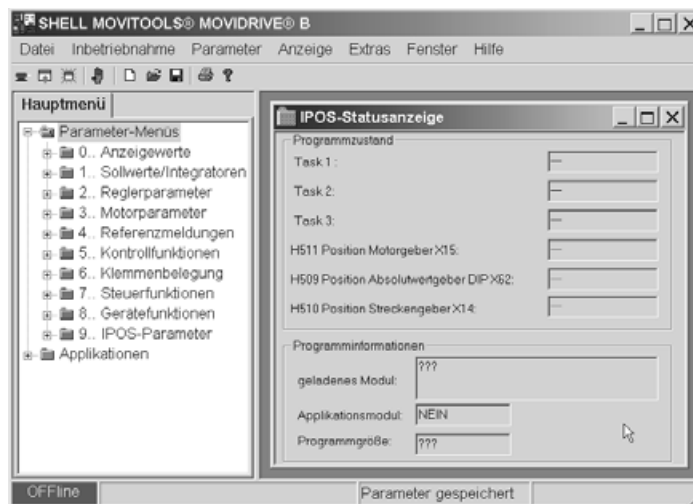 SHELL MOVITOOLS® MOVIDRIVE® B
Datei Inbetriebnahme Parameter Anzeige Extras Fenster Hilfe
Hauptmenü
Parameter-Menüs
0.. Anzeigewerte
1.. Sollwerte/Integratoren
2.. Reglerparameter
3.. Motorparameter
4.. Referenzmeldungen
5.. Kontrollfunktionen
6.. Klemmenbelegung
7.. Steuerfunktionen
8.. Gerätefunktionen
9.. IPOS-Parameter
Applikationen
IPOS-Statusanzeige
Programmzustand
Task 1 : ---
Task 2: ---
Task 3: ---
H511 Position Motorgeber X15: ---
H509 Position Absolutwertgeber DIP X62: ---
H510 Position Streckengeber X14: ---
Programminformationen
geladenes Modul: ???
Applikationsmodul: NEIN
Programmgröße: ???
OFFline
Parameter gespeichert